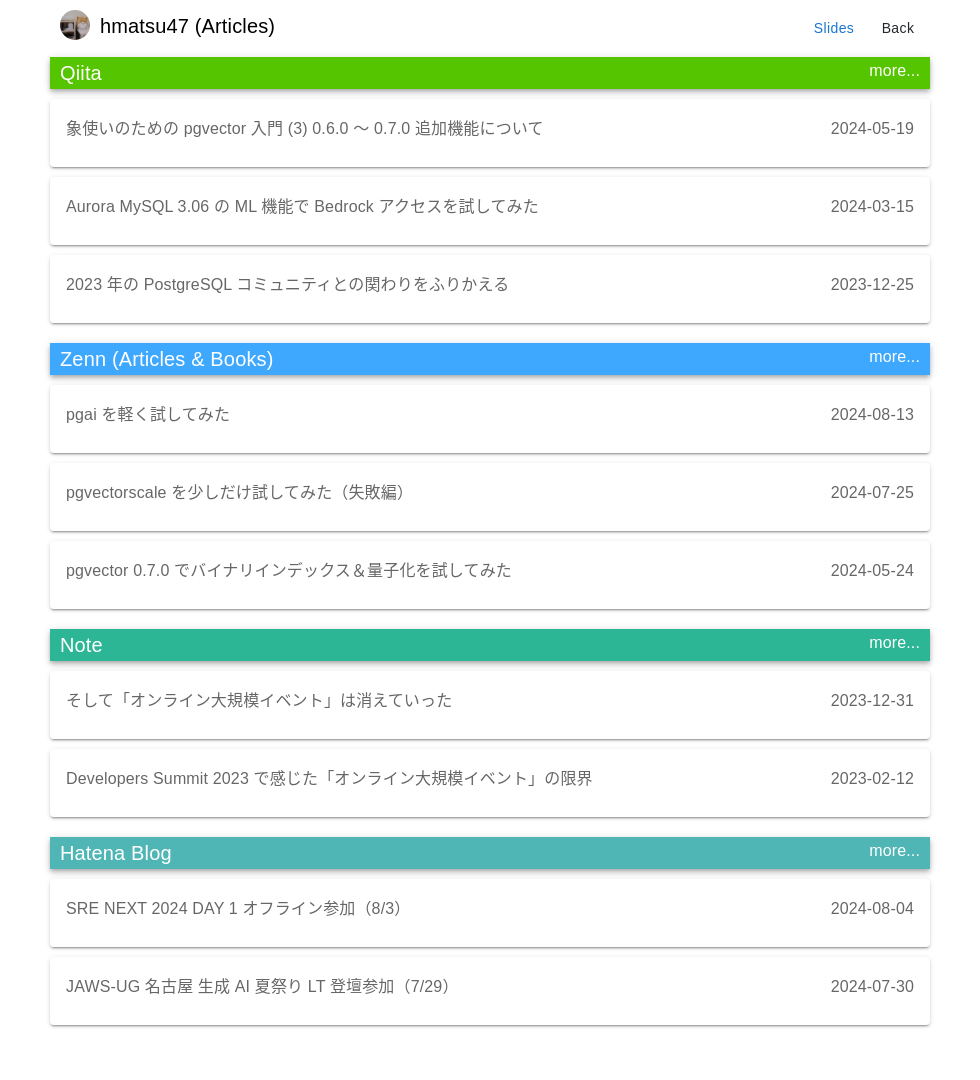 hmatsu47 (Articles)
Slides
Back
Qiita
more...
象使いのための pgvector 入門 (3) 0.6.0 〜 0.7.0 追加機能について
2024-05-19
Aurora MySQL 3.06 の ML 機能で Bedrock アクセスを試してみた
2024-03-15
2023 年の PostgreSQL コミュニティとの関わりをふりかえる
2023-12-25
Zenn (Articles & Books)
more...
pgai を軽く試してみた
2024-08-13
pgvectorscale を少しだけ試してみた（失敗編）
2024-07-25
pgvector 0.7.0 でバイナリインデックス＆量子化を試してみた
2024-05-24
Note
more...
そして「オンライン大規模イベント」は消えていった
2023-12-31
Developers Summit 2023 で感じた「オンライン大規模イベント」の限界
2023-02-12
Hatena Blog
more...
SRE NEXT 2024 DAY 1 オフライン参加（8/3）
2024-08-04
JAWS-UG 名古屋 生成 AI 夏祭り LT 登壇参加（7/29）
2024-07-30